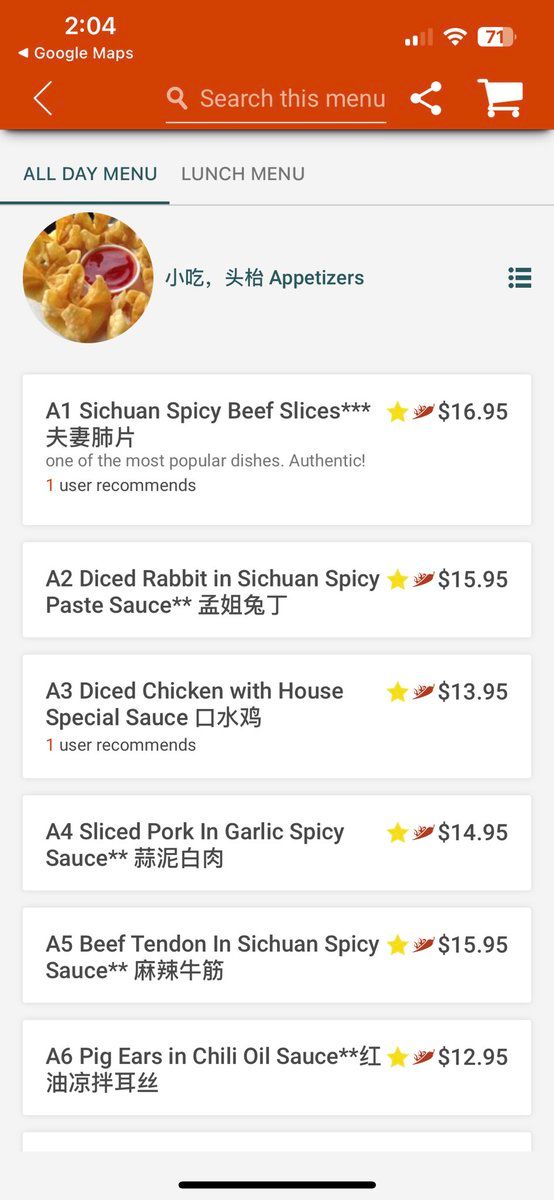 2:04
71
◀ Google Maps
Search this menu
ALL DAY MENU
LUNCH MENU
小吃，头枱 Appetizers
A1 Sichuan Spicy Beef Slices*** $16.95
夫妻肺片
one of the most popular dishes. Authentic!
1 user recommends
A2 Diced Rabbit in Sichuan Spicy $15.95
Paste Sauce** 孟姐兔丁
A3 Diced Chicken with House $13.95
Special Sauce 口水鸡
1 user recommends
A4 Sliced Pork In Garlic Spicy $14.95
Sauce** 蒜泥白肉
A5 Beef Tendon In Sichuan Spicy $15.95
Sauce** 麻辣牛筋
A6 Pig Ears in Chili Oil Sauce**红 $12.95
油凉拌耳丝